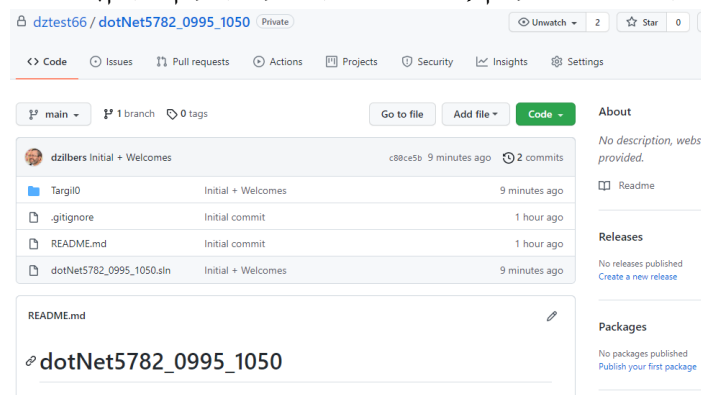 dztest66 / dotNet5782_0995_1050 Private
Unwatch 2 Star 0
Code Issues Pull requests Actions Projects Security Insights Settings
main 1 branch 0 tags Go to file Add file Code
dzilbers Initial + Welcomes c80ce5b 9 minutes ago 2 commits
Targil0 Initial + Welcomes 9 minutes ago
.gitignore Initial commit 1 hour ago
README.md Initial commit 1 hour ago
dotNet5782_0995_1050.sln Initial + Welcomes 9 minutes ago
README.md
dotNet5782_0995_1050
About
No description, webs
provided.
Readme
Releases
No releases published
Create a new release
Packages
No packages published
Publish your first package